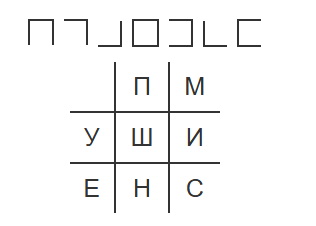 П М
У Ш И
Е Н С